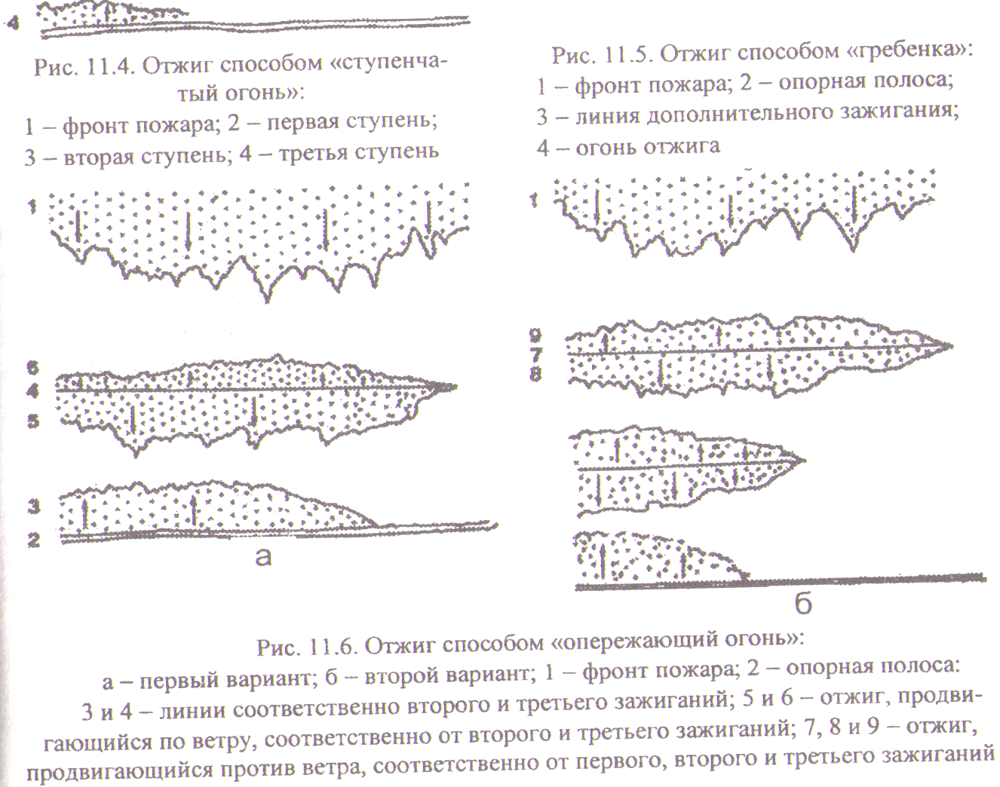 4
Рис. 11.4. Отжиг способом «ступенча-
тый огонь»:
1 – фронт пожара; 2 – первая ступень;
3 – вторая ступень; 4 – третья ступень
Рис. 11.5. Отжиг способом «гребенка»:
1 – фронт пожара; 2 – опорная полоса;
3 – линия дополнительного зажигания;
4 – огонь отжига
1
6
4
5
3
2
а
1
9
7
8
б
Рис. 11.6. Отжиг способом «опережающий огонь»:
а – первый вариант; б – второй вариант; 1 – фронт пожара; 2 – опорная полоса:
3 и 4 – линии соответственно второго и третьего зажиганий; 5 и 6 – отжиг, продви-
гающийся по ветру, соответственно от второго и третьего зажиганий; 7, 8 и 9 – отжиг,
продвигающийся против ветра, соответственно от первого, второго и третьего зажиганий